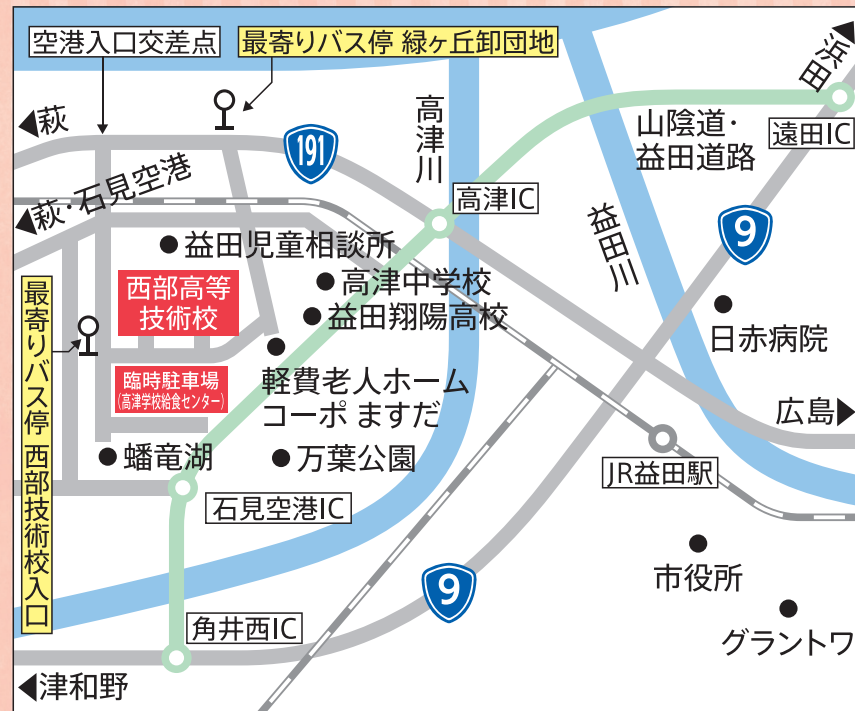 空港入口交差点
最寄りバス停 緑ヶ丘卸団地
◀浜田
◀萩
191
高津川
山陰道・
益田道路
遠田IC
◀萩・石見空港
高津IC
益田川
9
益田児童相談所
西部高等
技術校
高津中学校
益田翔陽高校
日赤病院
最寄りバス停 西部技術校入口
臨時駐車場
(高津学校給食センター)
軽費老人ホーム
コーポ ますだ
広島▶
蟠竜湖
万葉公園
JR益田駅
石見空港IC
9
市役所
角井西IC
グラントワ
◀津和野